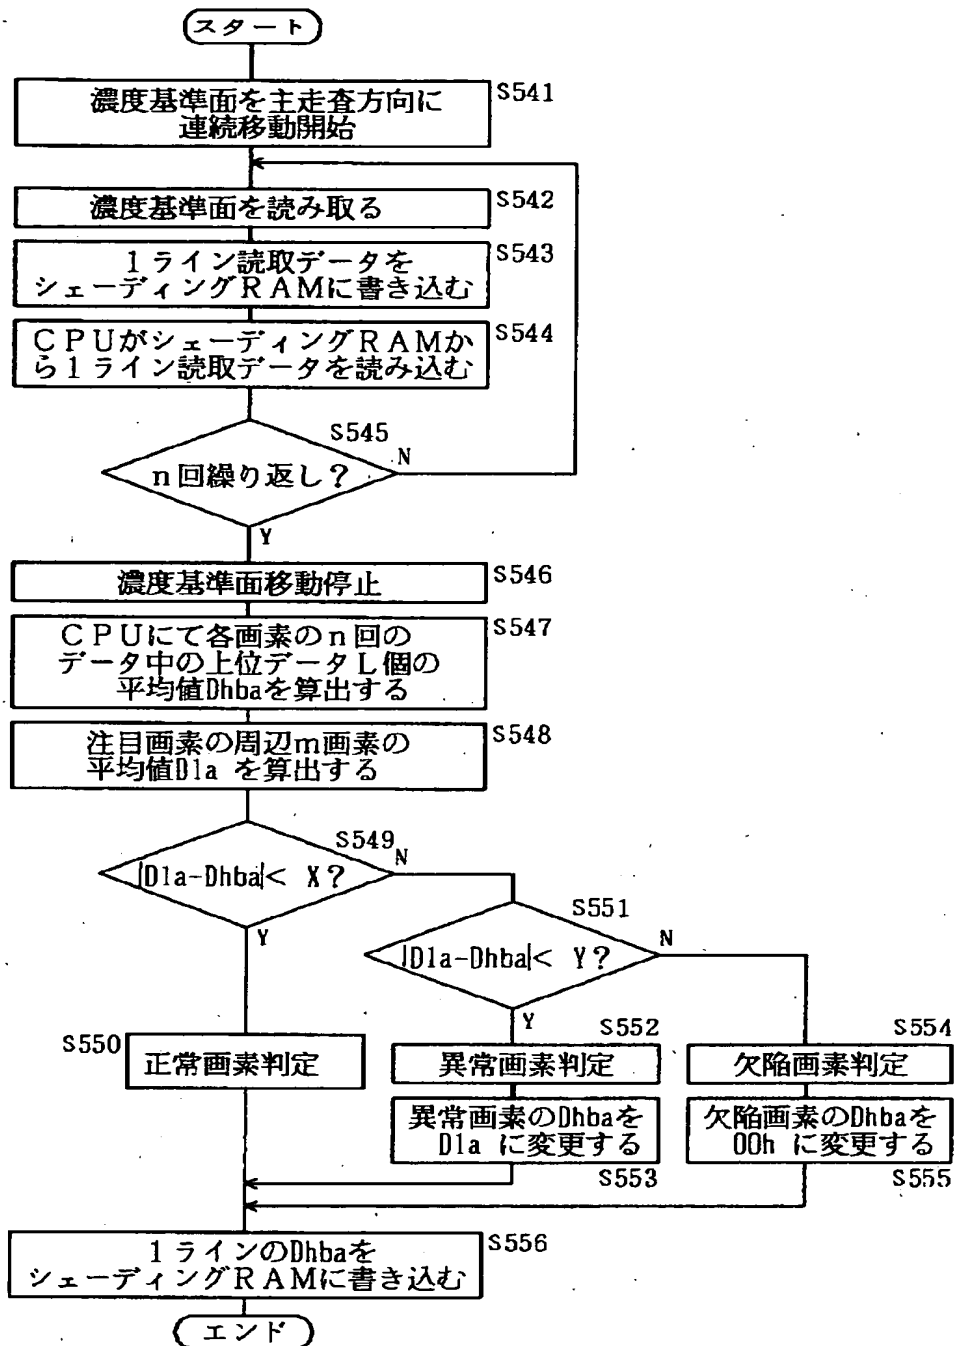 スタート
濃度基準面を主走査方向に
連続移動開始
S541
濃度基準面を読み取る
S542
1ライン読取データを
シェーディングRAMに書き込む
S543
CPUがシェーディングRAMか
ら1ライン読取データを読み込む
S544
S545
n回繰り返し?
N
Y
濃度基準面移動停止
S546
CPUにて各画素のn回の
データ中の上位データL個の
平均値Dhbaを算出する
S547
注目画素の周辺m画素の
平均値D1a を算出する
S548
S549
|D1a-Dhba|< X?
N
Y
S551
|D1a-Dhba|< Y?
N
Y
S550
正常画素判定
S552
異常画素判定
異常画素のDhbaを
D1a に変更する
S553
S554
欠陥画素判定
欠陥画素のDhbaを
00h に変更する
S555
1ラインのDhbaを
シェーディングRAMに書き込む
S556
エンド